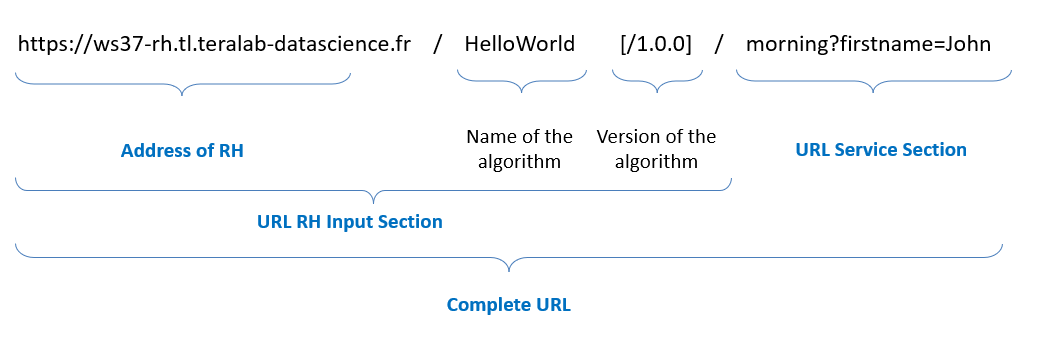 https://ws37-rh.tl.teralab-datascience.fr / HelloWorld [/1.0.0] / morning?firstname=John
Address of RH
Name of the
algorithm
Version of the
algorithm
URL Service Section
URL RH Input Section
Complete URL